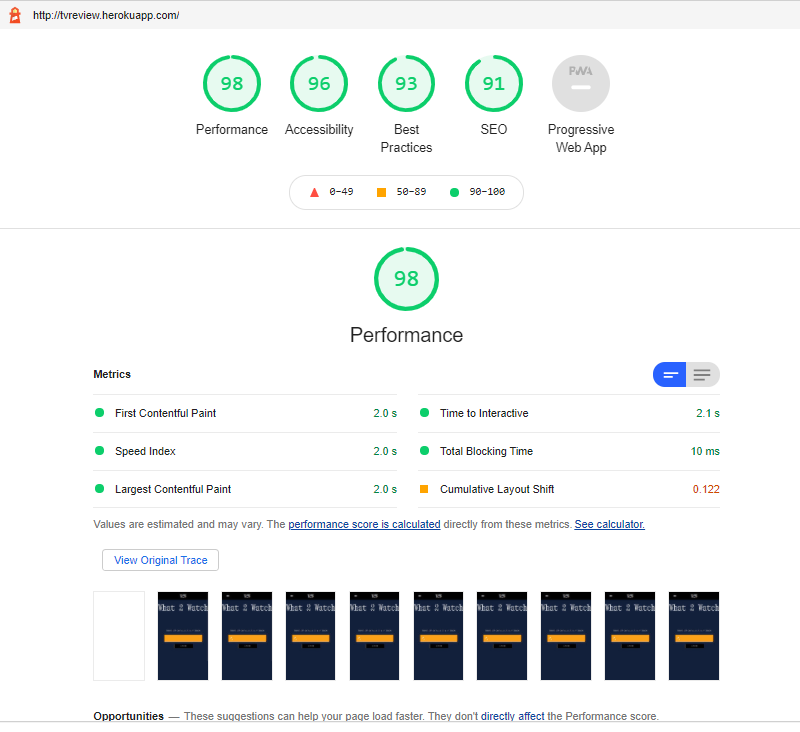 http://tvreview.herokuapp.com/
98
96
93
91
PWA
Performance
Accessibility
Best
Practices
SEO
Progressive
Web App
0–49
50–89
90–100
98
Performance
Metrics
First Contentful Paint
2.0 s
Time to Interactive
2.1 s
Speed Index
2.0 s
Total Blocking Time
10 ms
Largest Contentful Paint
2.0 s
Cumulative Layout Shift
0.122
Values are estimated and may vary. The performance score is calculated directly from these metrics. See calculator.
View Original Trace
What 2 Watch
What 2 Watch
What 2 Watch
What 2 Watch
What 2 Watch
What 2 Watch
What 2 Watch
What 2 Watch
What 2 Watch
Opportunities — These suggestions can help your page load faster. They don't directly affect the Performance score.